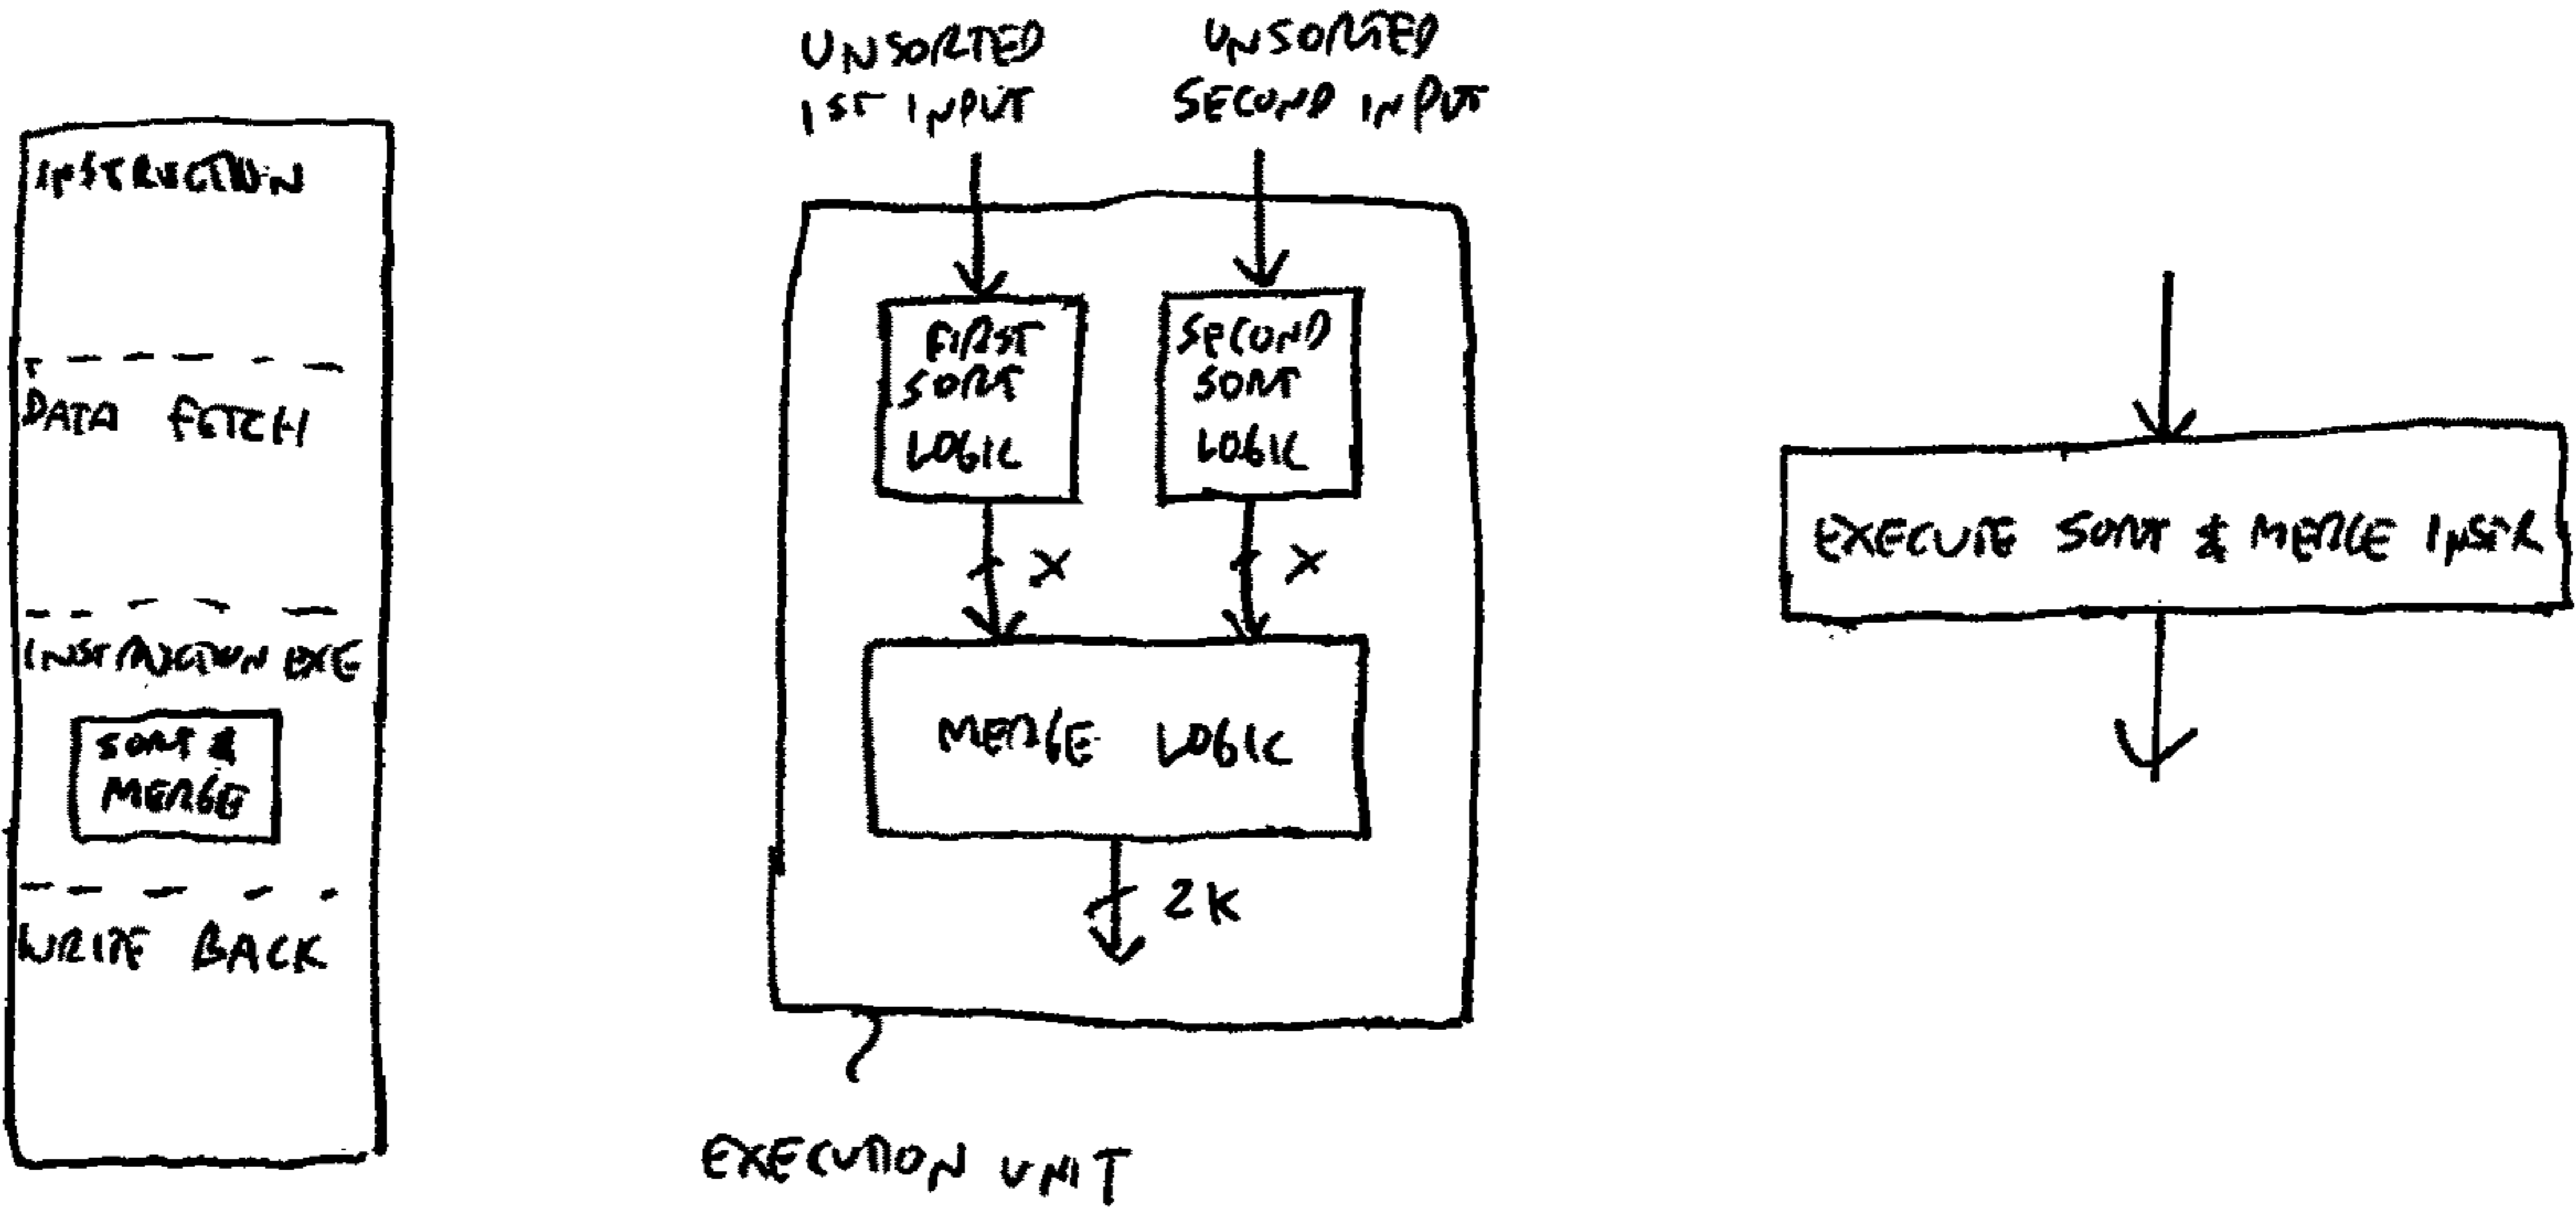 INSTRUCTION
DATA FETCH
INSTRUCTION EXE
SORT &
MERGE
WRITE BACK
UNSORTED
1ST INPUT
UNSORTED
SECOND INPUT
FIRST
SORT
LOGIC
SECOND
SORT
LOGIC
X
X
MERGE LOGIC
2K
EXECUTION UNIT
EXECUTE SORT & MERGE INSTR